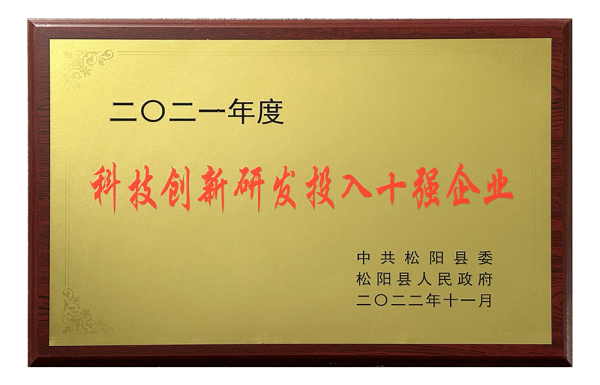 二〇二一年度
科技创新研发投入十强企业
中共松阳县委
松阳县人民政府
二〇二二年十一月